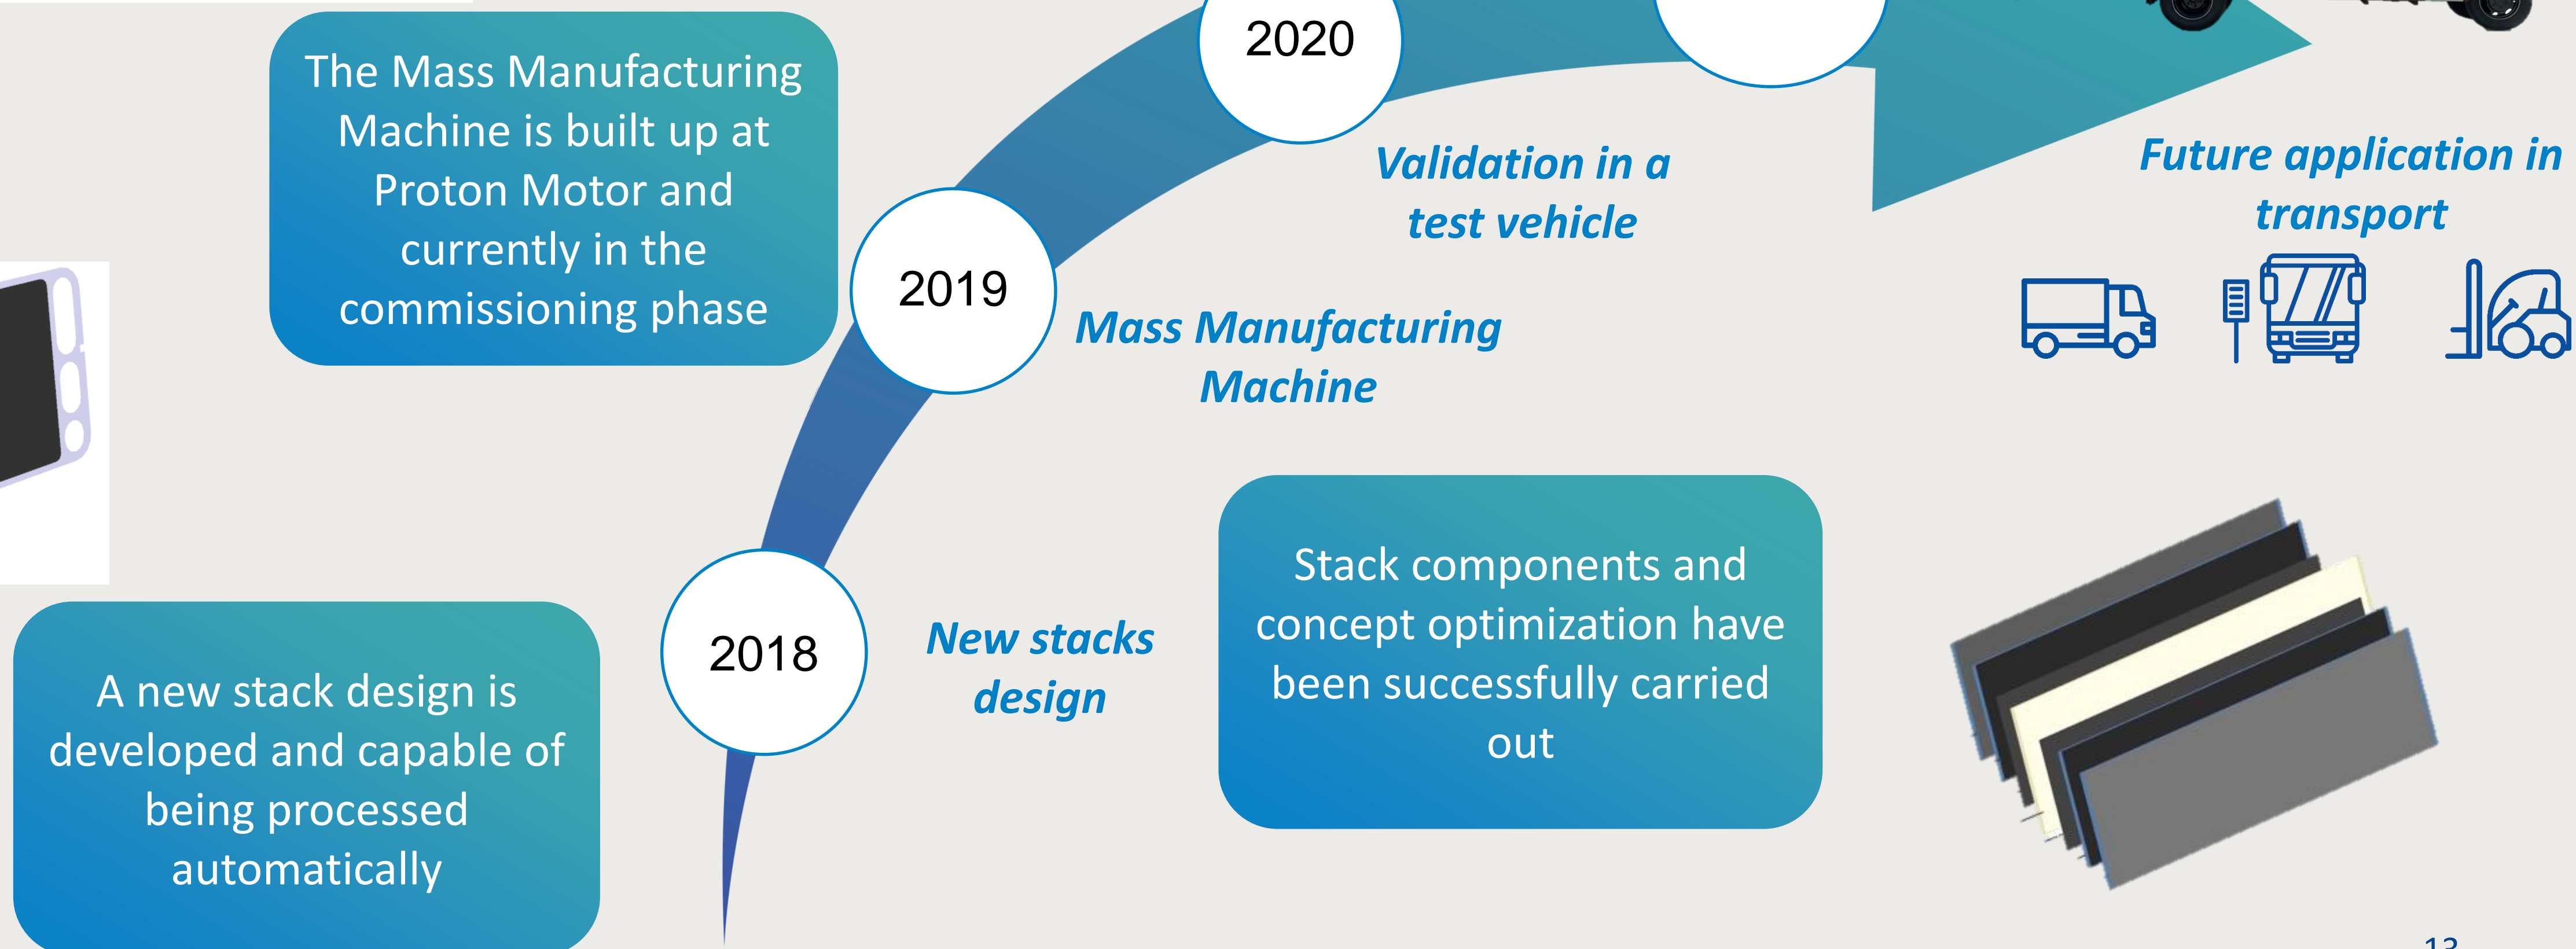 The Mass Manufacturing
Machine is built up at
Proton Motor and
currently in the
commissioning phase
2020
Validation in a
test vehicle
Future application in
transport
2019
Mass Manufacturing
Machine
2018
New stacks
design
Stack components and
concept optimization have
been successfully carried
out
A new stack design is
developed and capable of
being processed
automatically
13